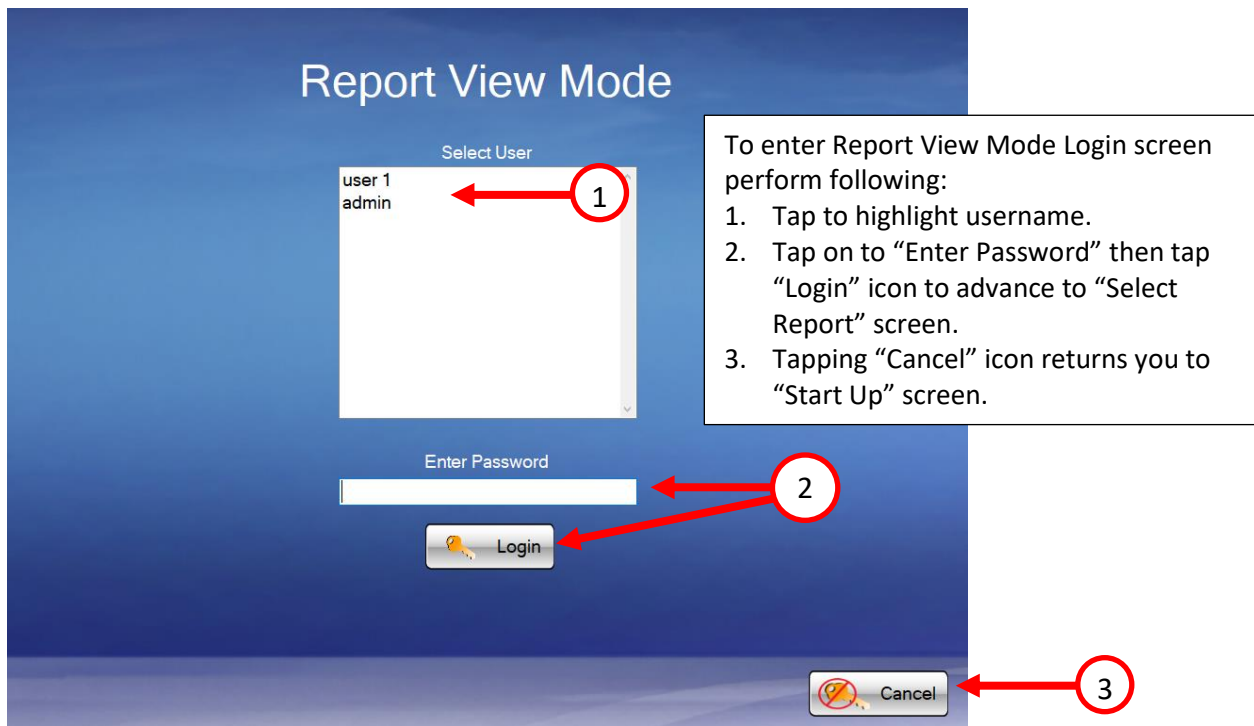 Report View Mode
Select User
user 1
admin
1
To enter Report View Mode Login screen
perform following:
1. Tap to highlight username.
2. Tap on to “Enter Password” then tap
“Login” icon to advance to “Select
Report” screen.
3. Tapping “Cancel” icon returns you to
“Start Up” screen.
Enter Password
2
Login
Cancel
3